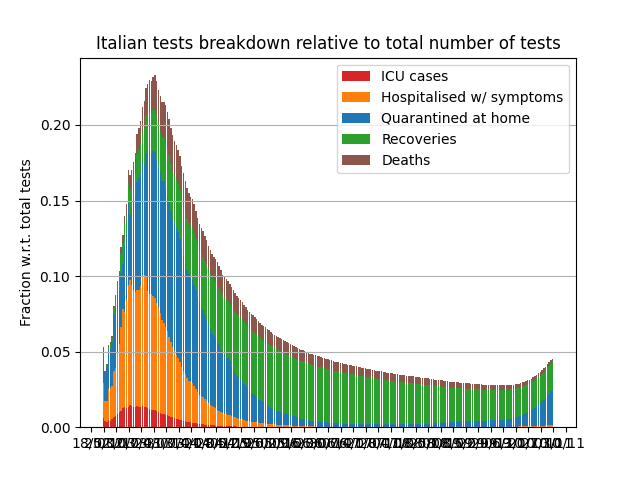 Italian tests breakdown relative to total number of tests
ICU cases
Hospitalised w/ symptoms
Quarantined at home
Recoveries
Deaths
Fraction w.r.t. total tests
0.20
0.15
0.10
0.05
0.00